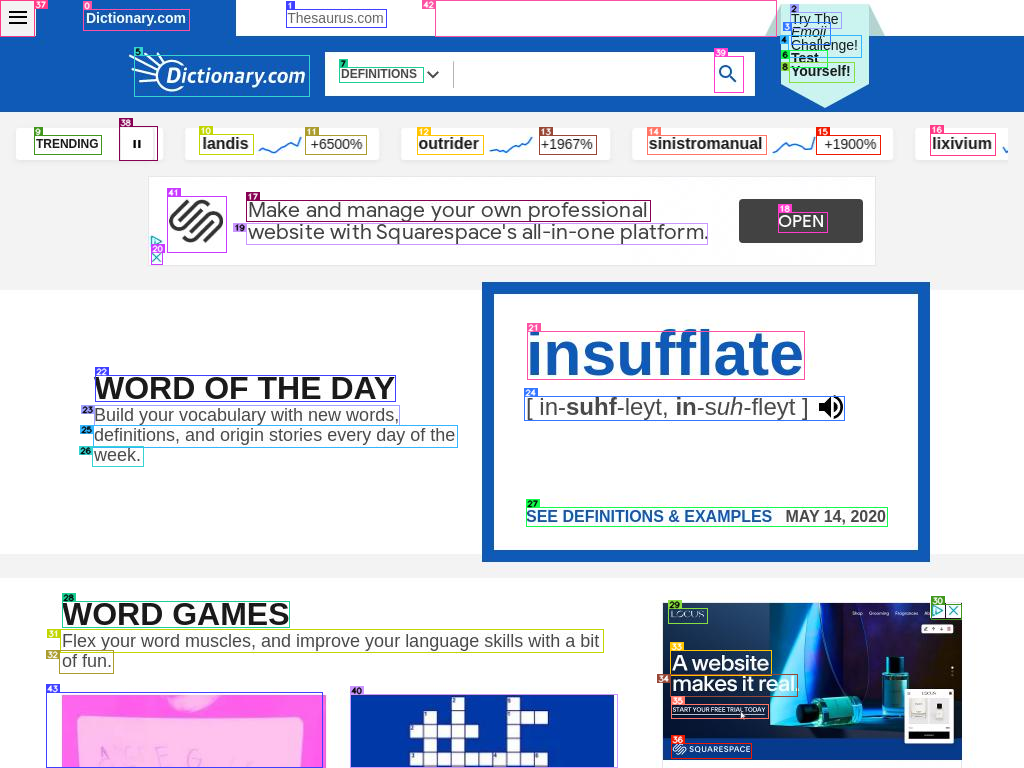 Dictionary.com
Thesaurus.com
Try The
Emoji
Challenge!
Test
Yourself!
Dictionary.com
DEFINITIONS
TRENDING
landis +6500%
outrider +1967%
sinistromanual +1900%
lixivium
Make and manage your own professional
website with Squarespace's all-in-one platform.
OPEN
insufflate
[ in-suhf-leyt, in-suh-fleyt ]
WORD OF THE DAY
Build your vocabulary with new words,
definitions, and origin stories every day of the
week.
SEE DEFINITIONS & EXAMPLES MAY 14, 2020
WORD GAMES
Flex your word muscles, and improve your language skills with a bit
of fun.
LOCUS
Shop Grooming Fragrances
A website
makes it real.
START YOUR FREE TRIAL TODAY
LOCUS
SQUARESPACE
37
0
1
42
2
3
4
5
6
7
8
39
9
38
10
11
12
13
14
15
16
17
18
19
20
41
21
22
23
24
25
26
27
28
29
30
31
32
33
34
35
36
43
40